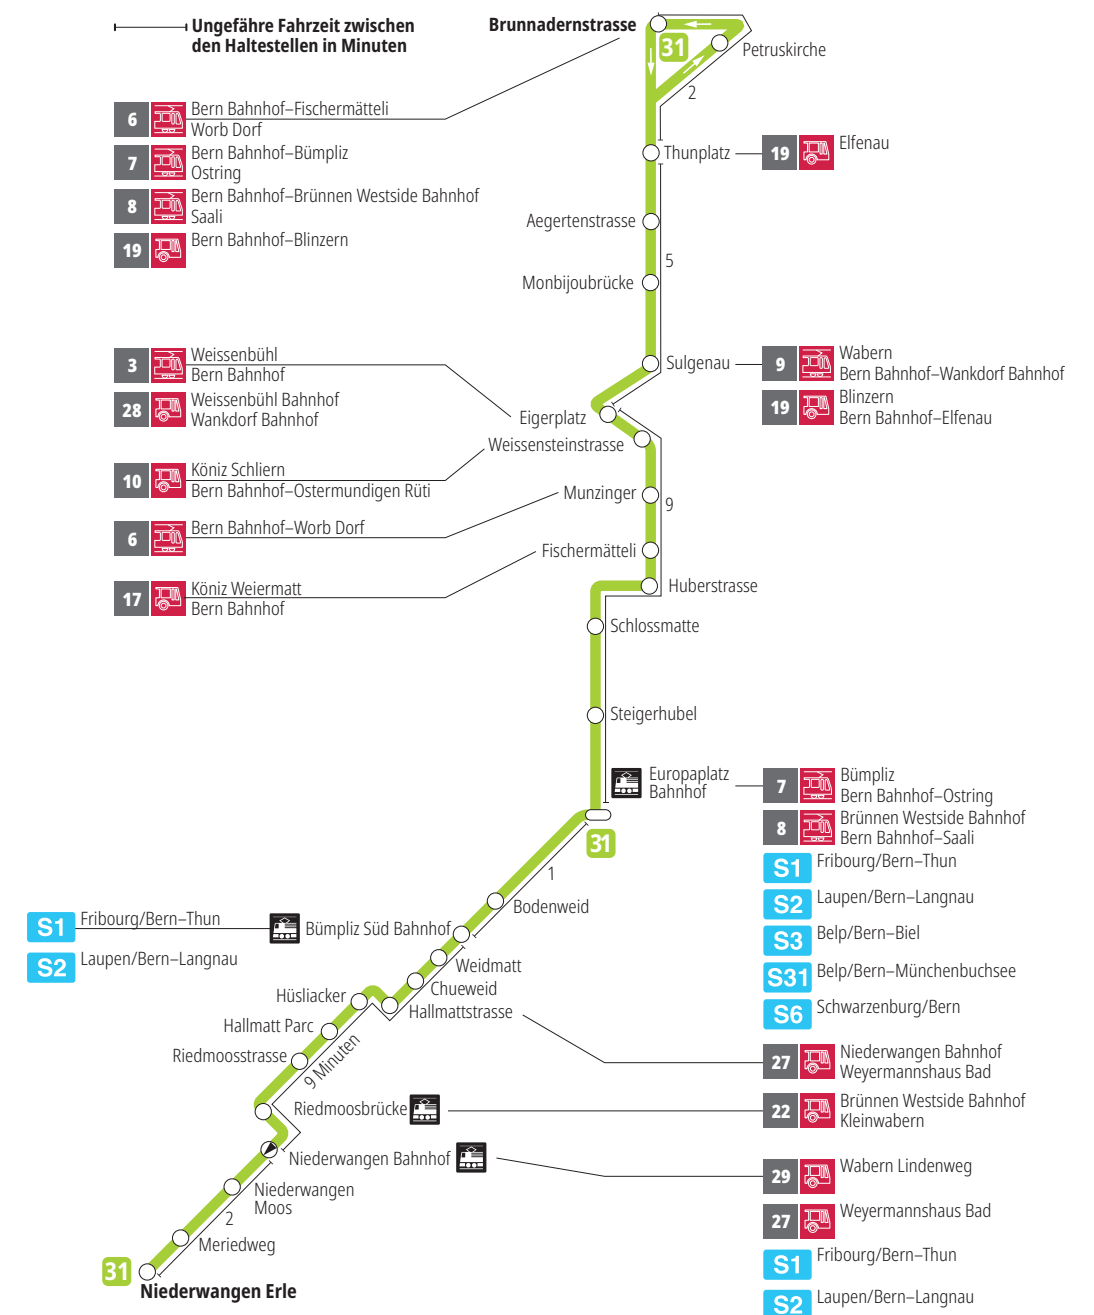 Ungefähre Fahrzeit zwischen
den Haltestellen in Minuten
Brunnadernstrasse
31
Petruskirche
2
6 Bern Bahnhof–Fischermätteli
Worb Dorf
7 Bern Bahnhof–Bümpliz
Ostring
8 Bern Bahnhof–Brünnen Westside Bahnhof
Saali
19 Bern Bahnhof–Blinzern
Thunplatz
19 Elfenau
Aegertenstrasse
5
Monbijoubrücke
Sulgenau
9 Wabern
Bern Bahnhof–Wankdorf Bahnhof
19 Blinzern
Bern Bahnhof–Elfenau
3 Weissenbühl
Bern Bahnhof
28 Weissenbühl Bahnhof
Wankdorf Bahnhof
Eigerplatz
Weissensteinstrasse
10 Köniz Schliern
Bern Bahnhof–Ostermundigen Rüti
Munzinger
9
6 Bern Bahnhof–Worb Dorf
Fischermätteli
17 Köniz Weiermatt
Bern Bahnhof
Huberstrasse
Schlossmatte
Steigerhubel
Europaplatz
Bahnhof
31
7 Bümpliz
Bern Bahnhof–Ostring
8 Brünnen Westside Bahnhof
Bern Bahnhof–Saali
S1 Fribourg/Bern–Thun
S2 Laupen/Bern–Langnau
S3 Belp/Bern–Biel
S31 Belp/Bern–Münchenbuchsee
S6 Schwarzenburg/Bern
1
Bodenweid
S1 Fribourg/Bern–Thun
S2 Laupen/Bern–Langnau
Bümpliz Süd Bahnhof
Weidmatt
Chueweid
Hallmattstrasse
27 Niederwangen Bahnhof
Weyermannshaus Bad
Hüsliacker
Hallmatt Parc
Riedmoosstrasse
9 Minuten
Riedmoosbrücke
22 Brünnen Westside Bahnhof
Kleinwabern
Niederwangen Bahnhof
29 Wabern Lindenweg
27 Weyermannshaus Bad
S1 Fribourg/Bern–Thun
S2 Laupen/Bern–Langnau
Niederwangen
Moos
2
Meriedweg
31
Niederwangen Erle